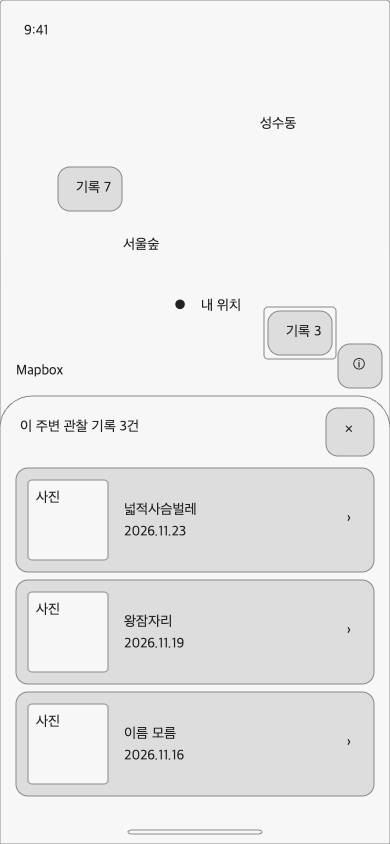 9:41
성수동
기록 7
서울숲
내 위치
기록 3
ⓘ
Mapbox
이 주변 관찰 기록 3건
×
사진
넓적사슴벌레
2026.11.23
›
사진
왕잠자리
2026.11.19
›
사진
이름 모름
2026.11.16
›